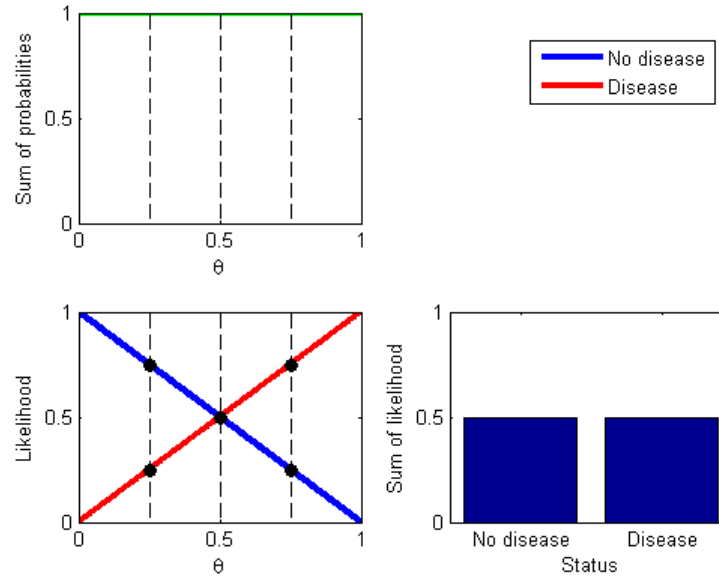 1
0.5
0
Sum of probabilities
0
0.5
1
θ
No disease
Disease
1
0.5
0
Likelihood
0
0.5
1
θ
1
0.5
0
Sum of likelihood
No disease Disease
Status